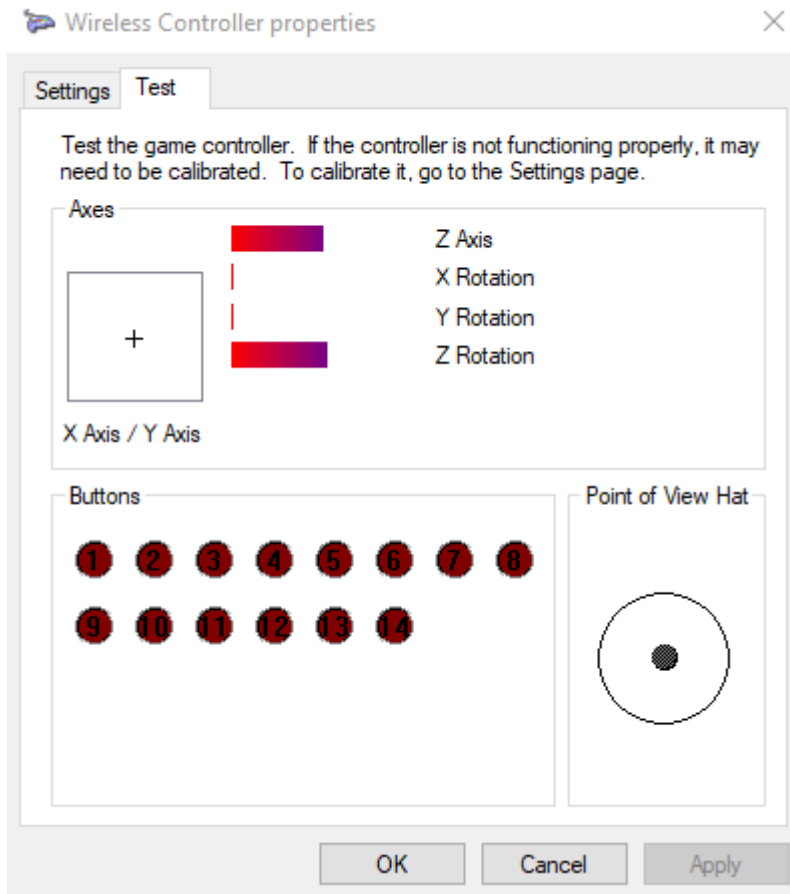 Wireless Controller properties
Settings Test
Test the game controller. If the controller is not functioning properly, it may
need to be calibrated. To calibrate it, go to the Settings page.
Axes
Z Axis
X Rotation
Y Rotation
Z Rotation
X Axis / Y Axis
Buttons
1 2 3 4 5 6 7 8
9 10 11 12 13 14
Point of View Hat
OK Cancel Apply